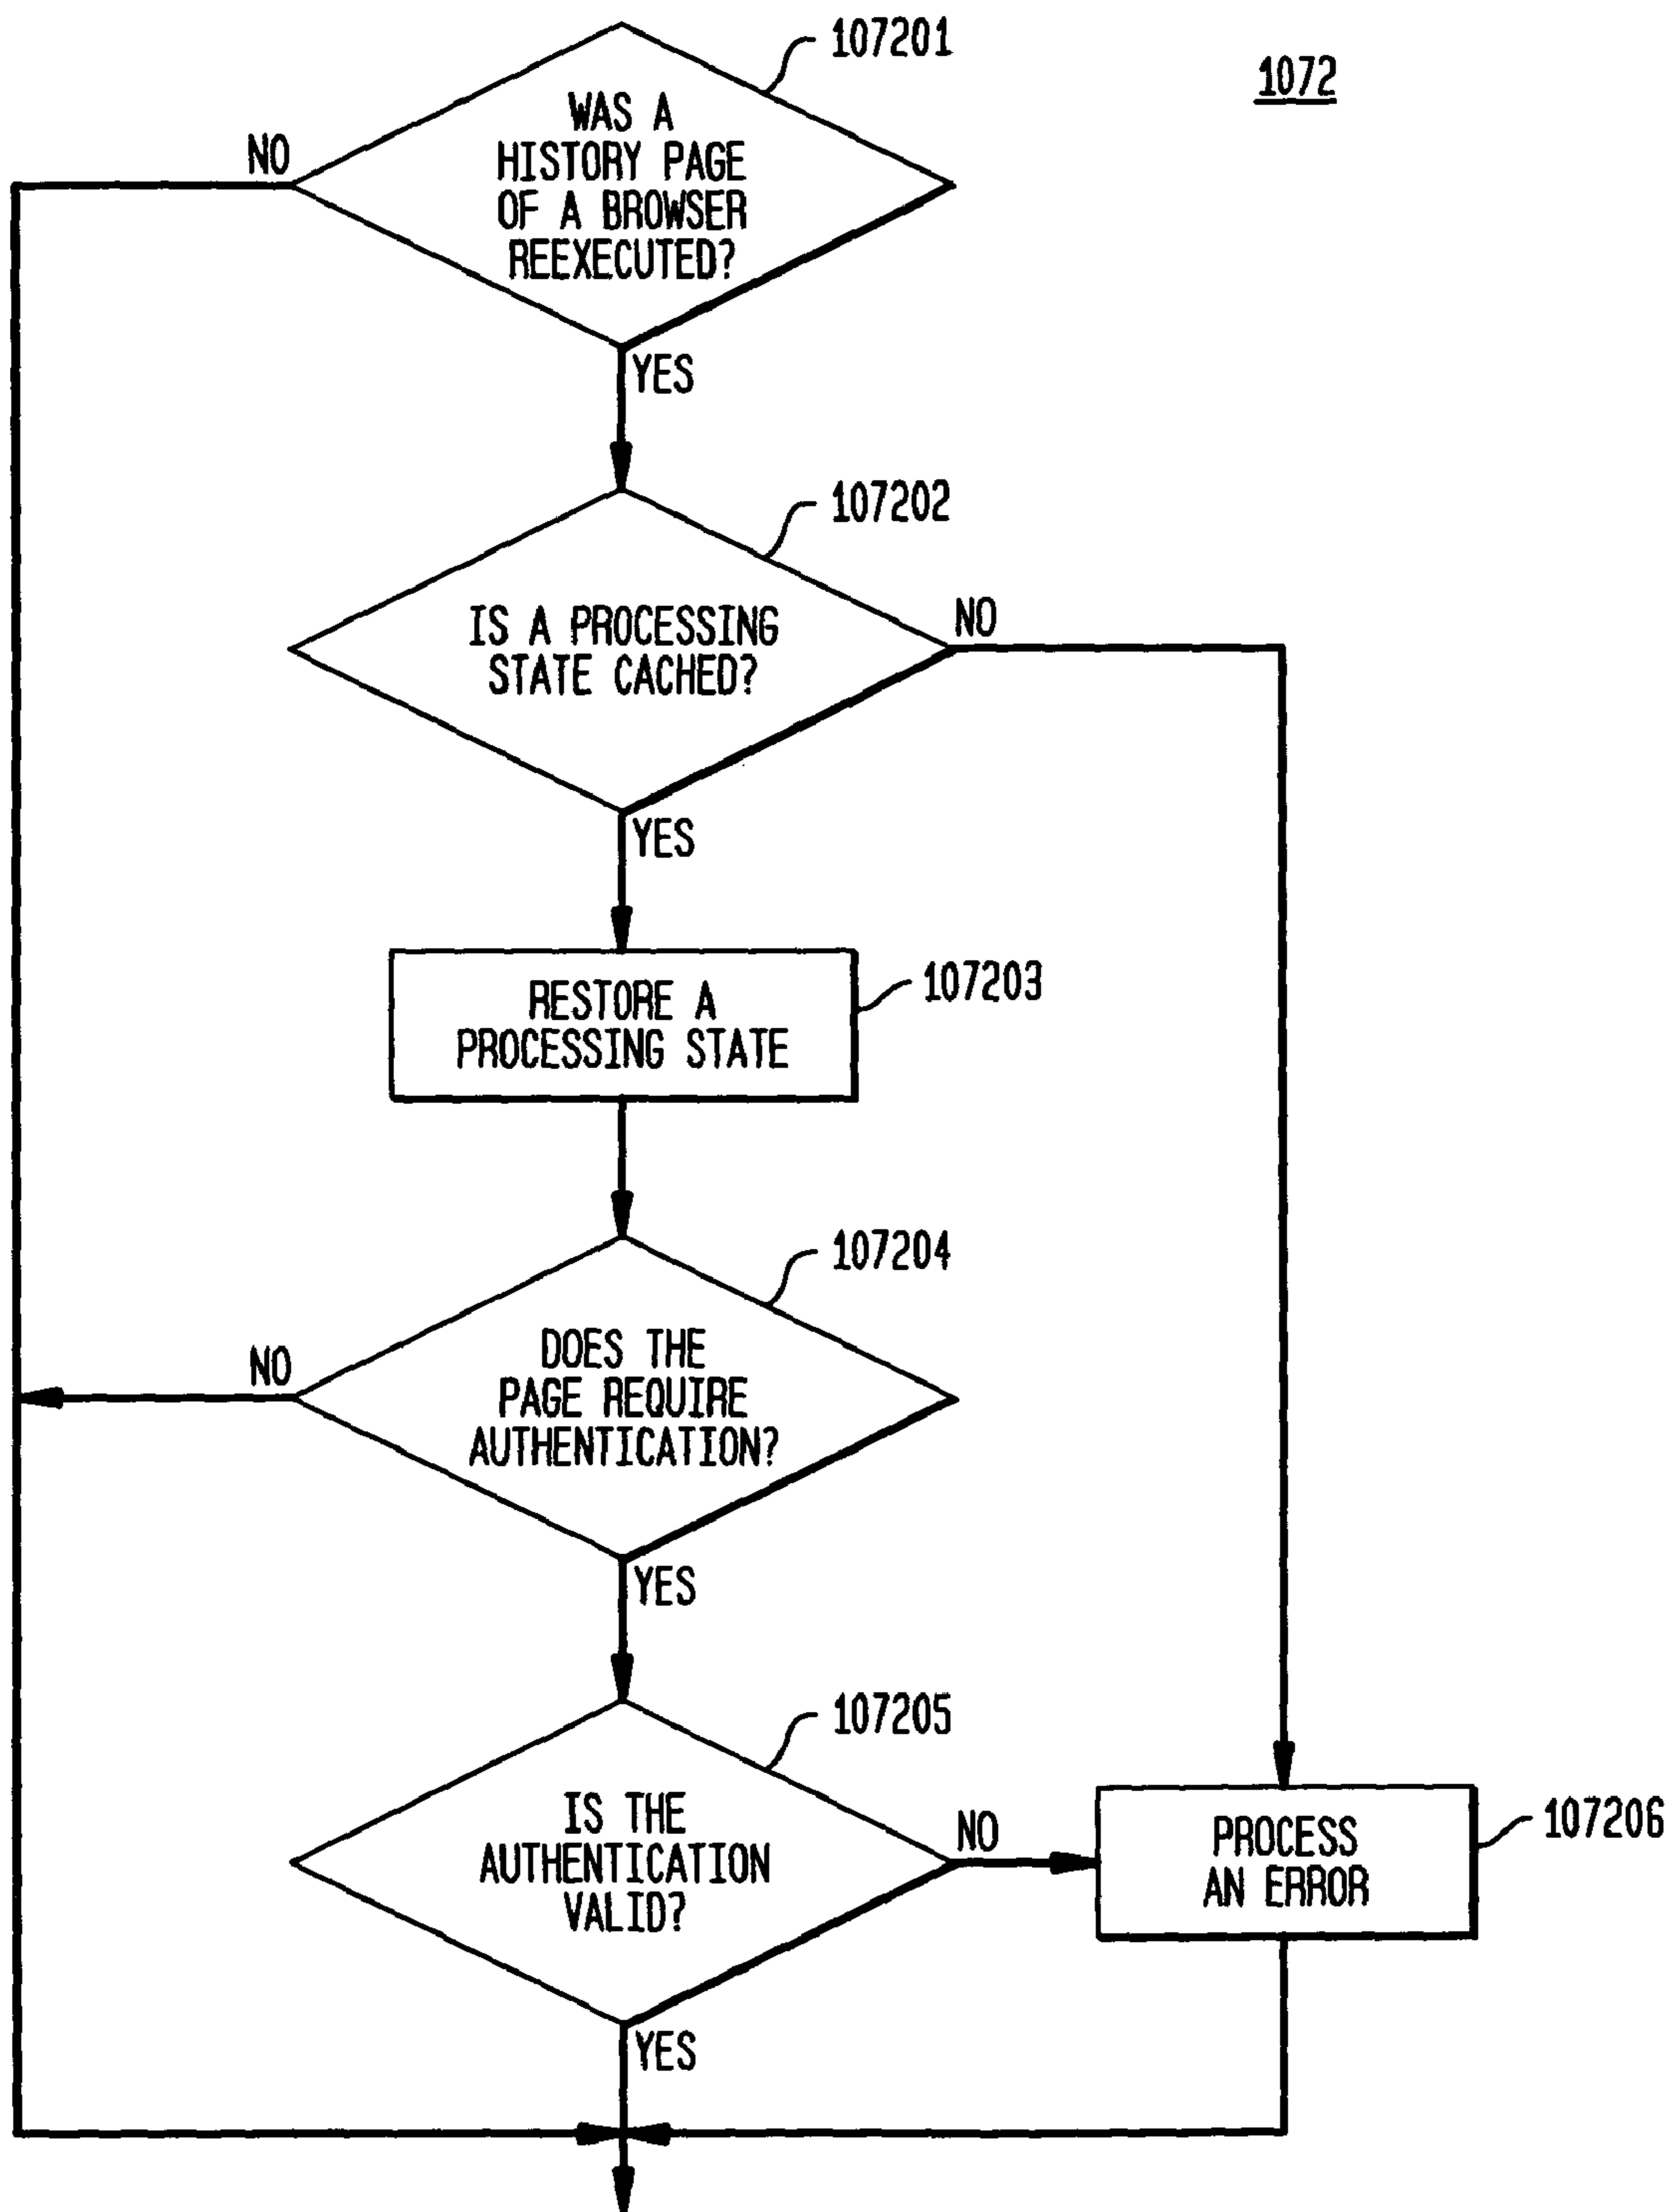 107201
1072
WAS A
HISTORY PAGE
OF A BROWSER
REEXECUTED?
NO
YES
107202
IS A PROCESSING
STATE CACHED?
NO
YES
107203
RESTORE A
PROCESSING STATE
107204
DOES THE
PAGE REQUIRE
AUTHENTICATION?
NO
YES
107205
IS THE
AUTHENTICATION
VALID?
NO
YES
PROCESS
AN ERROR
107206